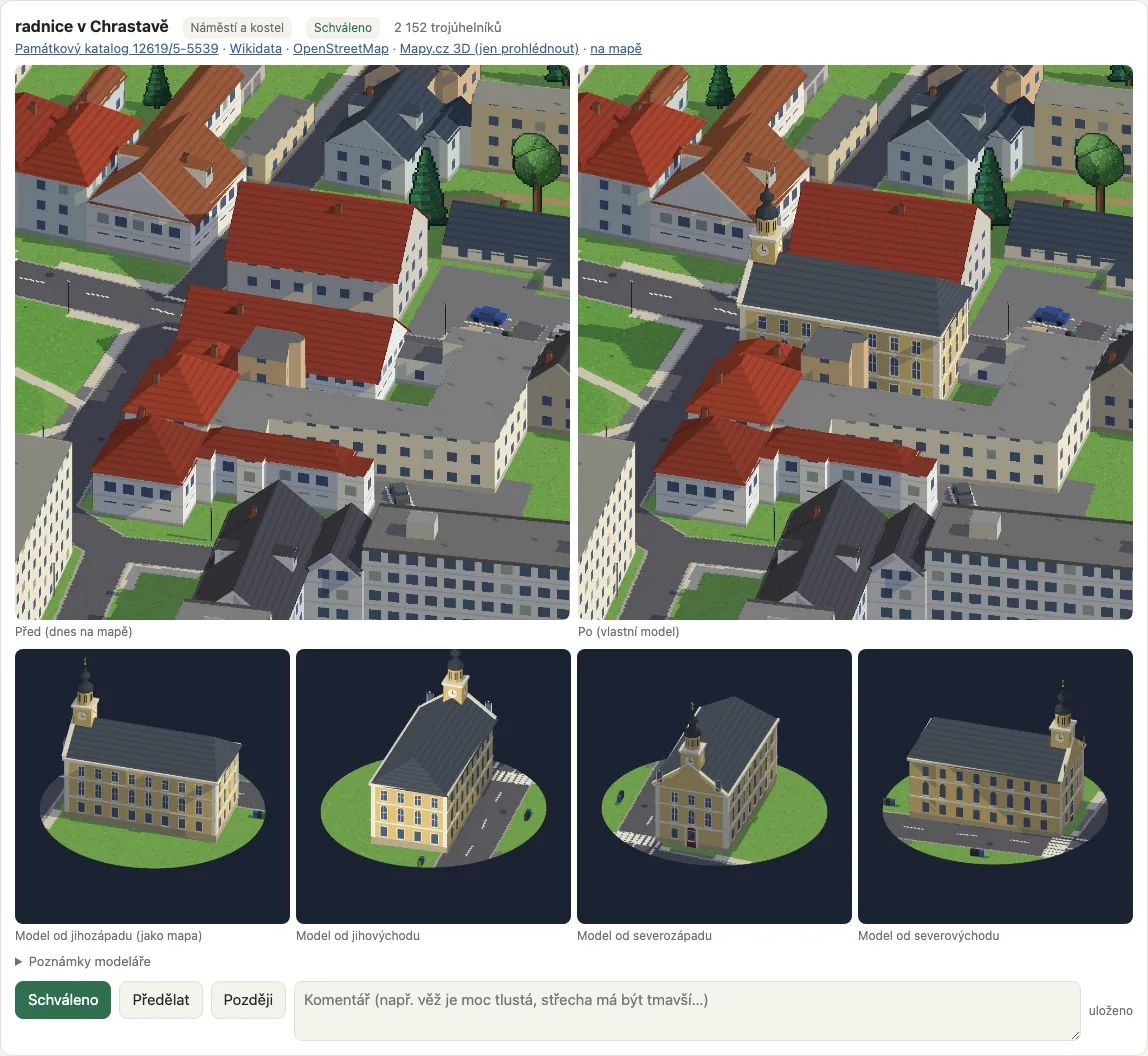 radnice v Chrastavě Náměstí a kostel Schváleno 2 152 trojúhelníků
Památkový katalog 12619/5-5539 · Wikidata · OpenStreetMap · Mapy.cz 3D (jen prohlédnout) · na mapě
Před (dnes na mapě)
Po (vlastní model)
Model od jihozápadu (jako mapa)
Model od jihovýchodu
Model od severozápadu
Model od severovýchodu
Poznámky modeláře
Schváleno Předělat Později Komentář (např. věž je moc tlustá, střecha má být tmavší...) uloženo